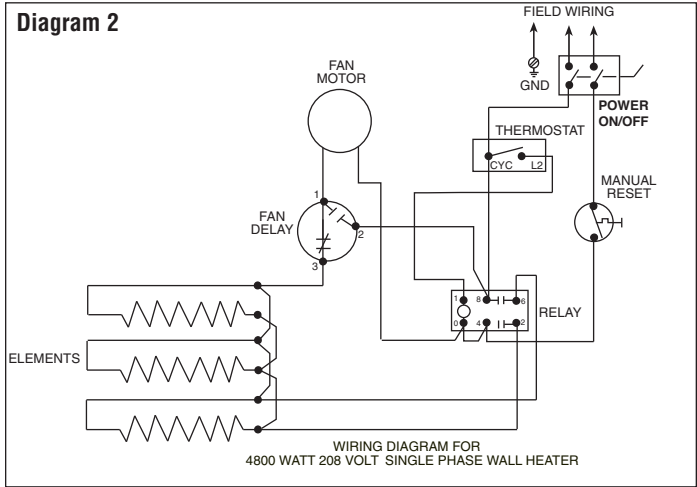 Diagram 2
FIELD WIRING
FAN
MOTOR
GND
POWER
ON/OFF
THERMOSTAT
CYC L2
MANUAL
RESET
1
FAN
DELAY
2
3
1 8 6
RELAY
0 4 2
ELEMENTS
WIRING DIAGRAM FOR
4800 WATT 208 VOLT SINGLE PHASE WALL HEATER